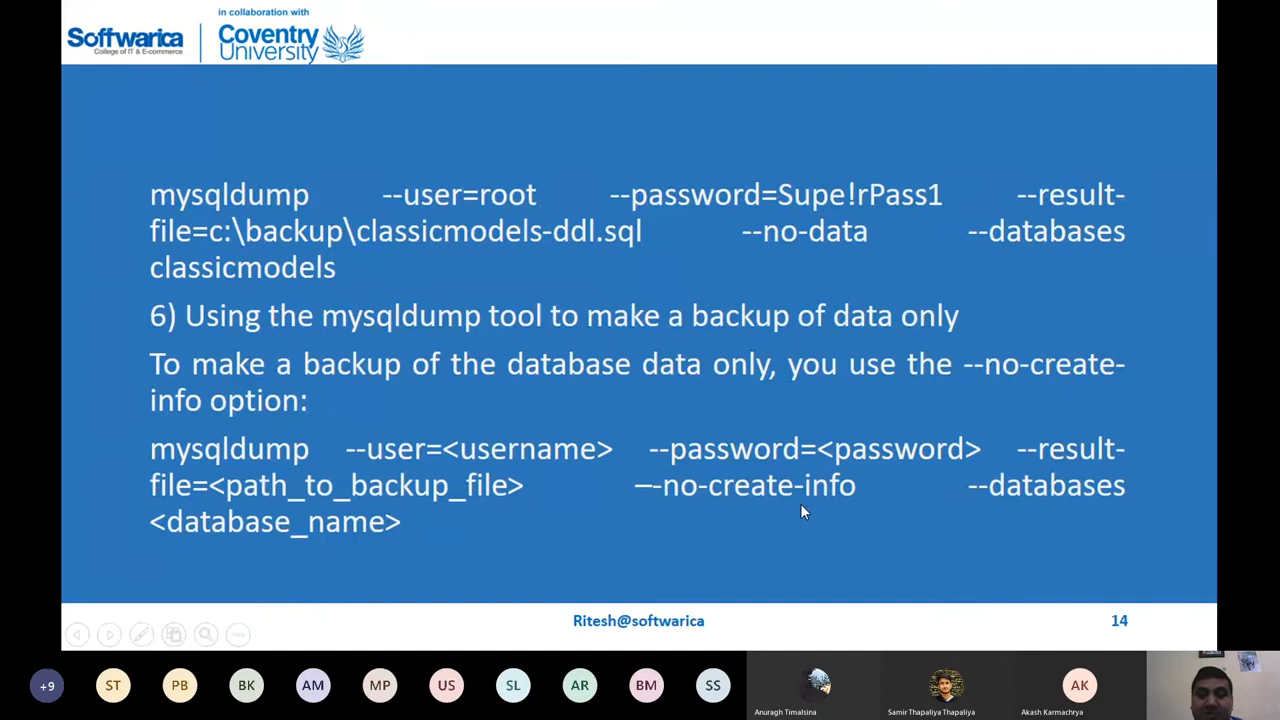 in collaboration with
Softwarica
College of IT & E-commerce
Coventry
University
mysqldump --user=root --password=Supe!rPass1 --result-
file=c:\backup\classicmodels-ddl.sql --no-data --databases
classicmodels
6) Using the mysqldump tool to make a backup of data only
To make a backup of the database data only, you use the --no-create-
info option:
mysqldump --user=<username> --password=<password> --result-
file=<path_to_backup_file> –-no-create-info --databases
<database_name>
Ritesh@softwarica
14
+9
ST
PB
BK
AM
MP
US
SL
AR
BM
SS
AK
Anuragh Timalsina
Samir Thapaliya Thapaliya
Akash Karmachrya